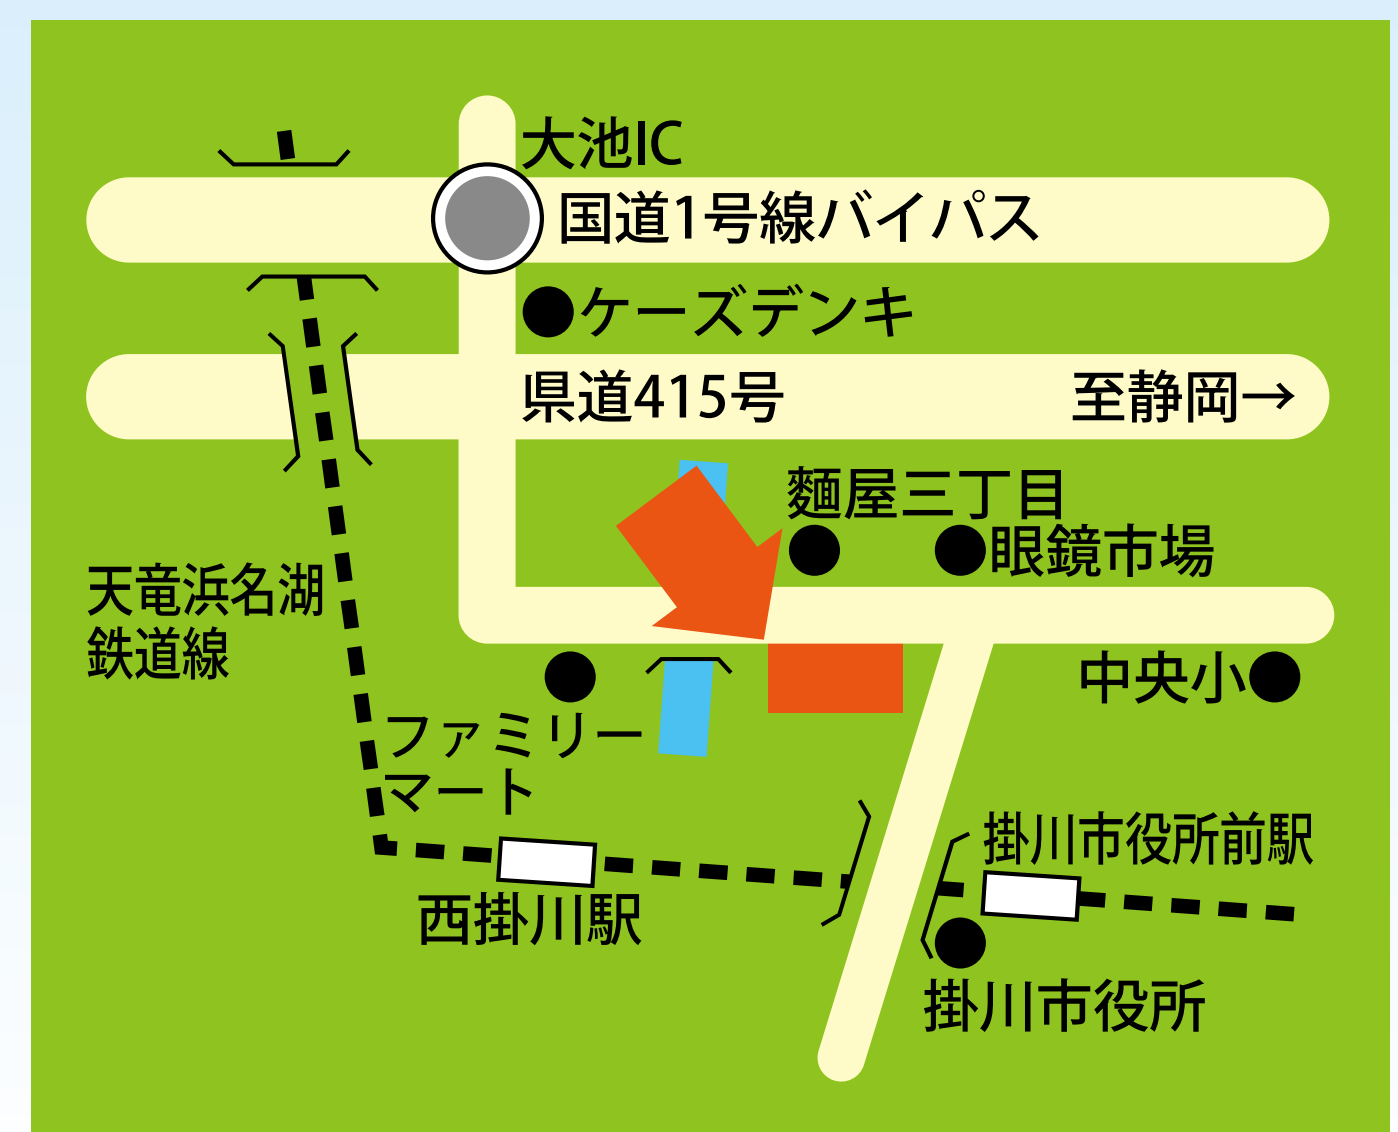 大池IC
国道1号線バイパス
ケーズデンキ
県道415号
至静岡→
麺屋三丁目
眼鏡市場
天竜浜名湖
鉄道線
中央小
ファミリー
マート
掛川市役所前駅
西掛川駅
掛川市役所